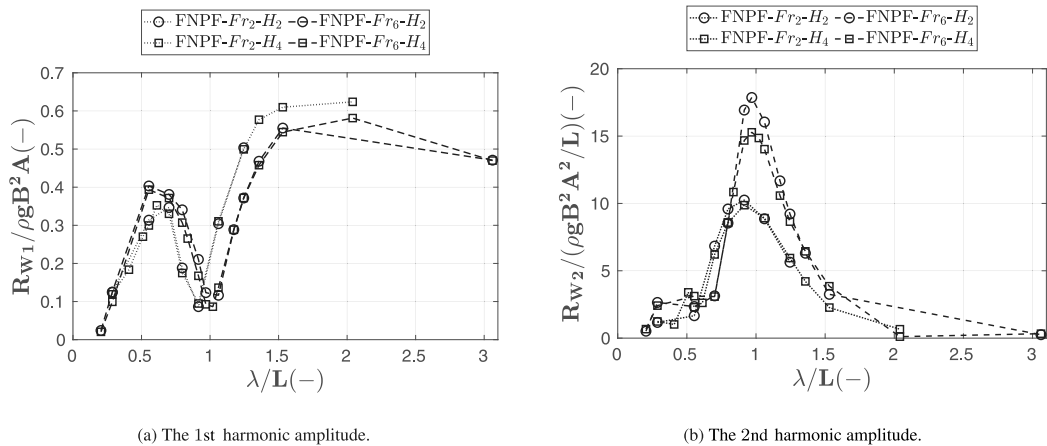 FNPF-Fr₂-H₂ FNPF-Fr₆-H₂
FNPF-Fr₂-H₄ FNPF-Fr₆-H₄
0.7
0.6
0.5
0.4
0.3
0.2
0.1
0
R_W1/ρgB²A(−)
0 0.5 1 1.5 2 2.5 3
λ/L(−)
(a) The 1st harmonic amplitude.
FNPF-Fr₂-H₂ FNPF-Fr₆-H₂
FNPF-Fr₂-H₄ FNPF-Fr₆-H₄
20
15
10
5
0
R_W2/(ρgB²A²/L)(−)
0 0.5 1 1.5 2 2.5 3
λ/L(−)
(b) The 2nd harmonic amplitude.